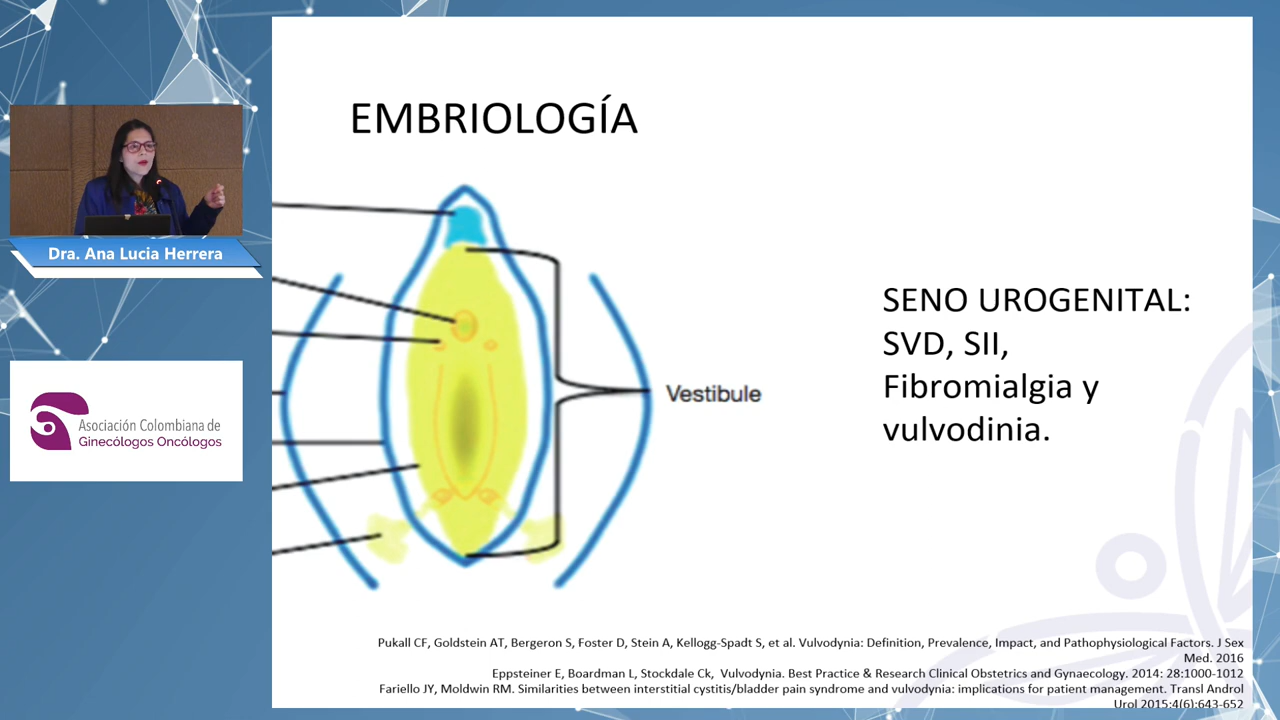 EMBRIOLOGÍA
Dra. Ana Lucia Herrera
Asociación Colombiana de
Ginecólogos Oncólogos
Vestibule
SENO UROGENITAL:
SVD, SII,
Fibromialgia y
vulvodinia.
Pukall CF, Goldstein AT, Bergeron S, Foster D, Stein A, Kellogg-Spadt S, et al. Vulvodynia: Definition, Prevalence, Impact, and Pathophysiological Factors. J Sex
Med. 2016
Eppsteiner E, Boardman L, Stockdale Ck, Vulvodynia. Best Practice & Research Clinical Obstetrics and Gynaecology. 2014: 28:1000-1012
Fariello JY, Moldwin RM. Similarities between interstitial cystitis/bladder pain syndrome and vulvodynia: implications for patient management. Transl Androl
Urol 2015;4(6):643-652